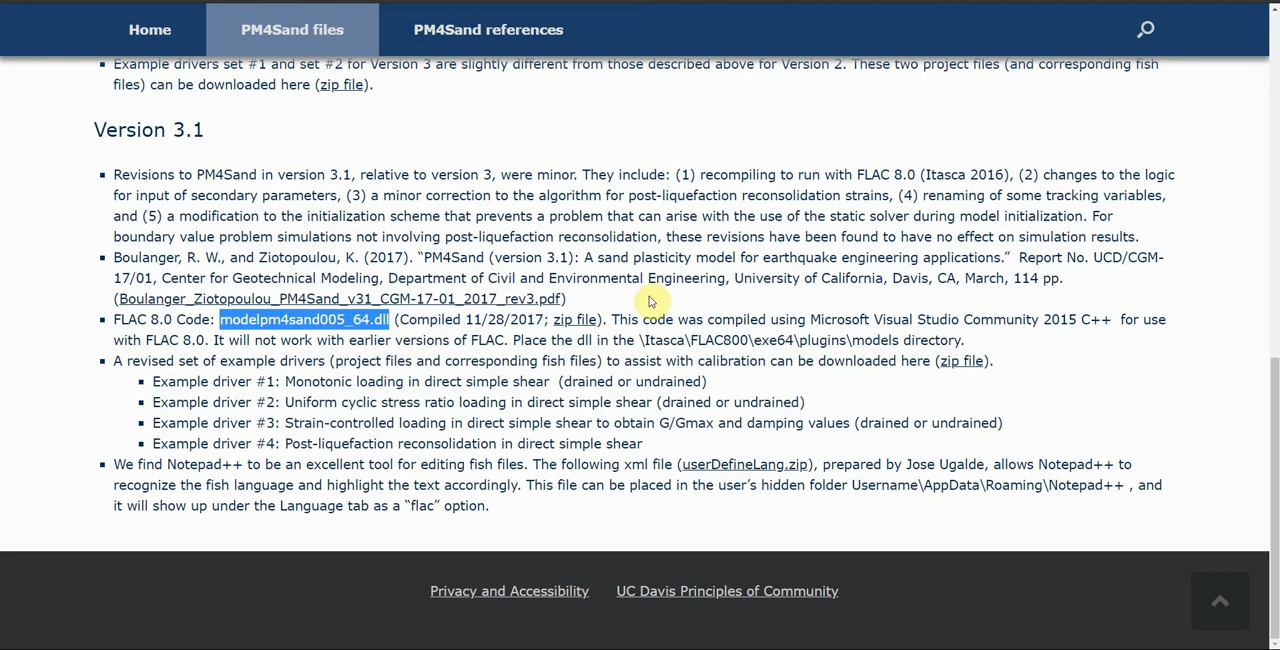 Home PM4Sand files PM4Sand references
▪ Example drivers set #1 and set #2 for Version 3 are slightly different from those described above for Version 2. These two project files (and corresponding fish
files) can be downloaded here (zip file).
Version 3.1
▪ Revisions to PM4Sand in version 3.1, relative to version 3, were minor. They include: (1) recompiling to run with FLAC 8.0 (Itasca 2016), (2) changes to the logic
for input of secondary parameters, (3) a minor correction to the algorithm for post-liquefaction reconsolidation strains, (4) renaming of some tracking variables,
and (5) a modification to the initialization scheme that prevents a problem that can arise with the use of the static solver during model initialization. For
boundary value problem simulations not involving post-liquefaction reconsolidation, these revisions have been found to have no effect on simulation results.
▪ Boulanger, R. W., and Ziotopoulou, K. (2017). “PM4Sand (version 3.1): A sand plasticity model for earthquake engineering applications.” Report No. UCD/CGM-
17/01, Center for Geotechnical Modeling, Department of Civil and Environmental Engineering, University of California, Davis, CA, March, 114 pp.
(Boulanger_Ziotopoulou_PM4Sand_v31_CGM-17-01_2017_rev3.pdf)
▪ FLAC 8.0 Code: modelpm4sand005_64.dll (Compiled 11/28/2017; zip file). This code was compiled using Microsoft Visual Studio Community 2015 C++ for use
with FLAC 8.0. It will not work with earlier versions of FLAC. Place the dll in the \Itasca\FLAC800\exe64\plugins\models directory.
▪ A revised set of example drivers (project files and corresponding fish files) to assist with calibration can be downloaded here (zip file).
▪ Example driver #1: Monotonic loading in direct simple shear (drained or undrained)
▪ Example driver #2: Uniform cyclic stress ratio loading in direct simple shear (drained or undrained)
▪ Example driver #3: Strain-controlled loading in direct simple shear to obtain G/Gmax and damping values (drained or undrained)
▪ Example driver #4: Post-liquefaction reconsolidation in direct simple shear
▪ We find Notepad++ to be an excellent tool for editing fish files. The following xml file (userDefineLang.zip), prepared by Jose Ugalde, allows Notepad++ to
recognize the fish language and highlight the text accordingly. This file can be placed in the user’s hidden folder Username\AppData\Roaming\Notepad++ , and
it will show up under the Language tab as a “flac” option.
Privacy and Accessibility UC Davis Principles of Community